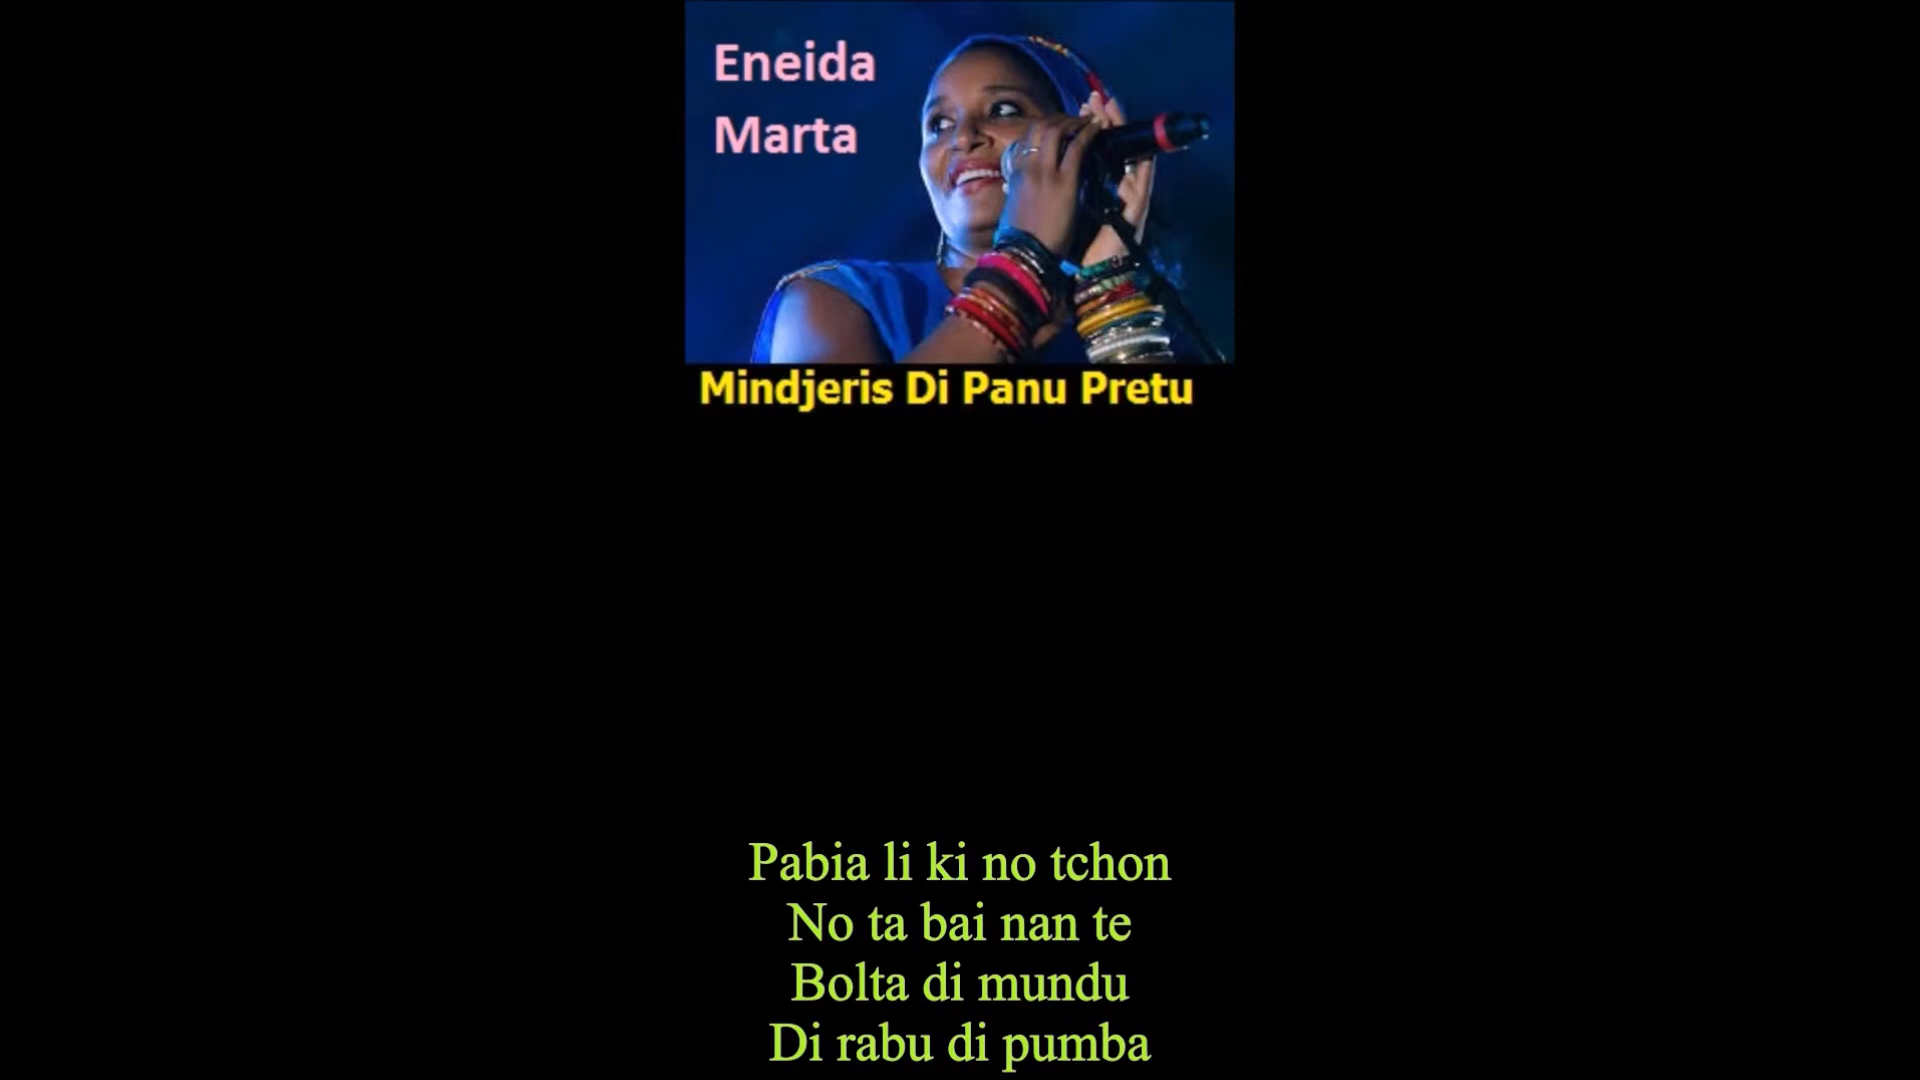 Eneida
Marta
Mindjeris Di Panu Pretu
Pabia li ki no tchon
No ta bai nan te
Bolta di mundu
Di rabu di pumba